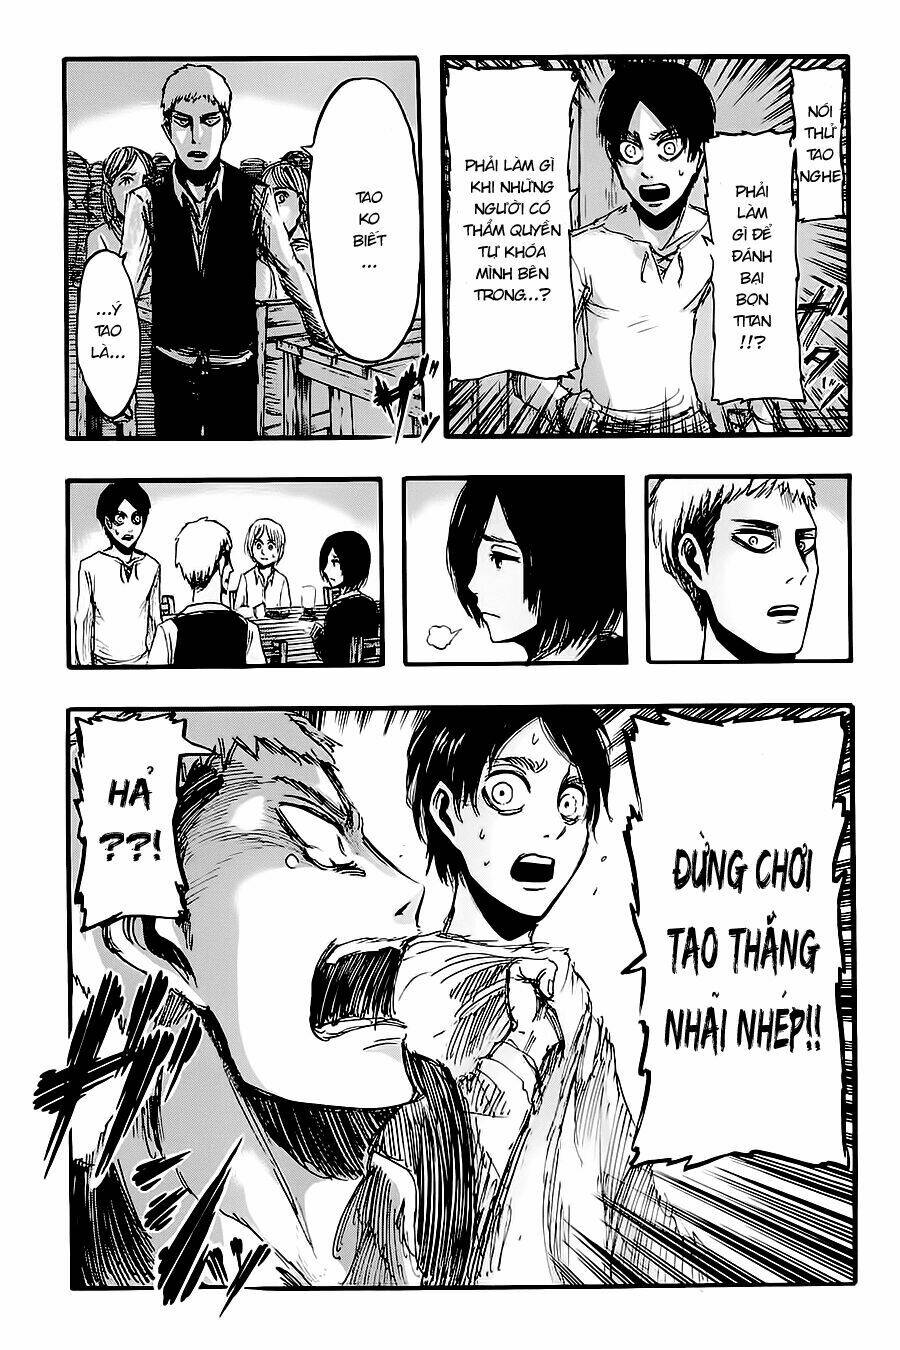 NÓI
THỬ
TAO
NGHE
PHẢI
LÀM
GÌ ĐỂ
ĐÁNH
BẠI
BỌN
TITAN
!!?
PHẢI LÀM GÌ
KHI NHỮNG
NGƯỜI CÓ
THẨM QUYỀN
TỰ KHÓA
MÌNH BÊN
TRONG...?
TAO
KO
BIẾT
...
...Ý
TAO
LÀ...
ĐỪNG CHƠI
TAO THẰNG
NHÃI NHÉP!!
HẢ
??!